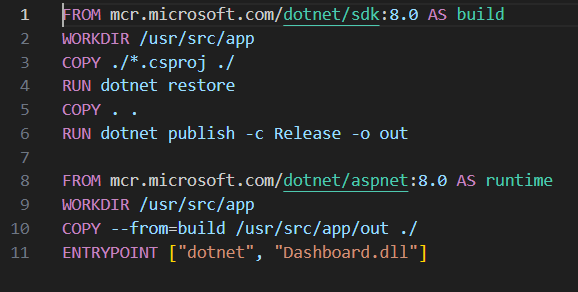 1 FROM mcr.microsoft.com/dotnet/sdk:8.0 AS build
2 WORKDIR /usr/src/app
3 COPY ./*.csproj ./
4 RUN dotnet restore
5 COPY . .
6 RUN dotnet publish -c Release -o out
7
8 FROM mcr.microsoft.com/dotnet/aspnet:8.0 AS runtime
9 WORKDIR /usr/src/app
10 COPY --from=build /usr/src/app/out ./
11 ENTRYPOINT ["dotnet", "Dashboard.dll"]